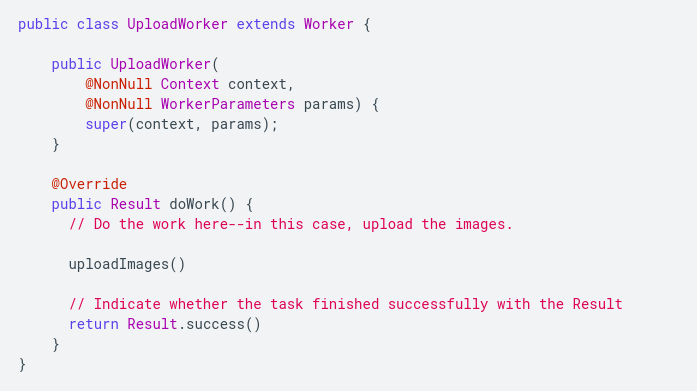 public class UploadWorker extends Worker {
public UploadWorker(
@NonNull Context context,
@NonNull WorkerParameters params) {
super(context, params);
}
@Override
public Result doWork() {
// Do the work here--in this case, upload the images.
uploadImages()
// Indicate whether the task finished successfully with the Result
return Result.success()
}
}